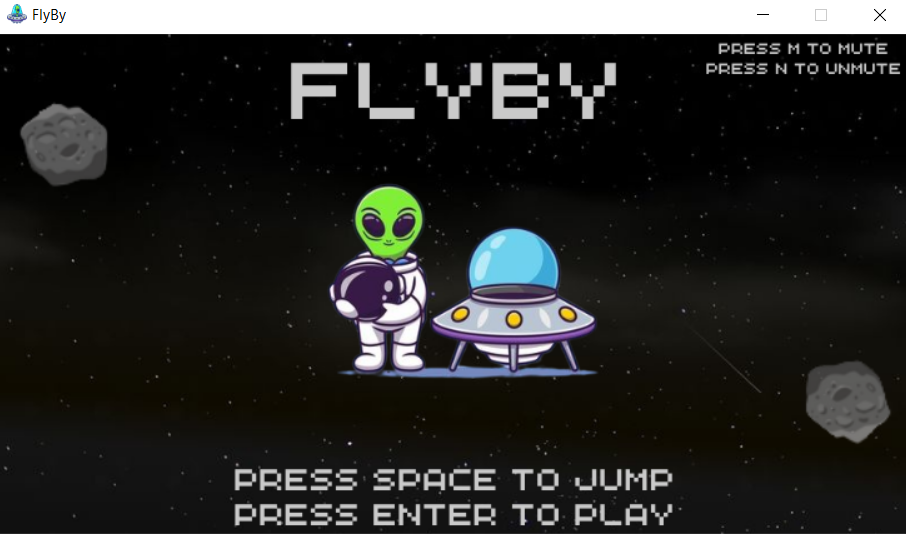 FlyBy
PRESS M TO MUTE
PRESS N TO UNMUTE
FLYBY
PRESS SPACE TO JUMP
PRESS ENTER TO PLAY